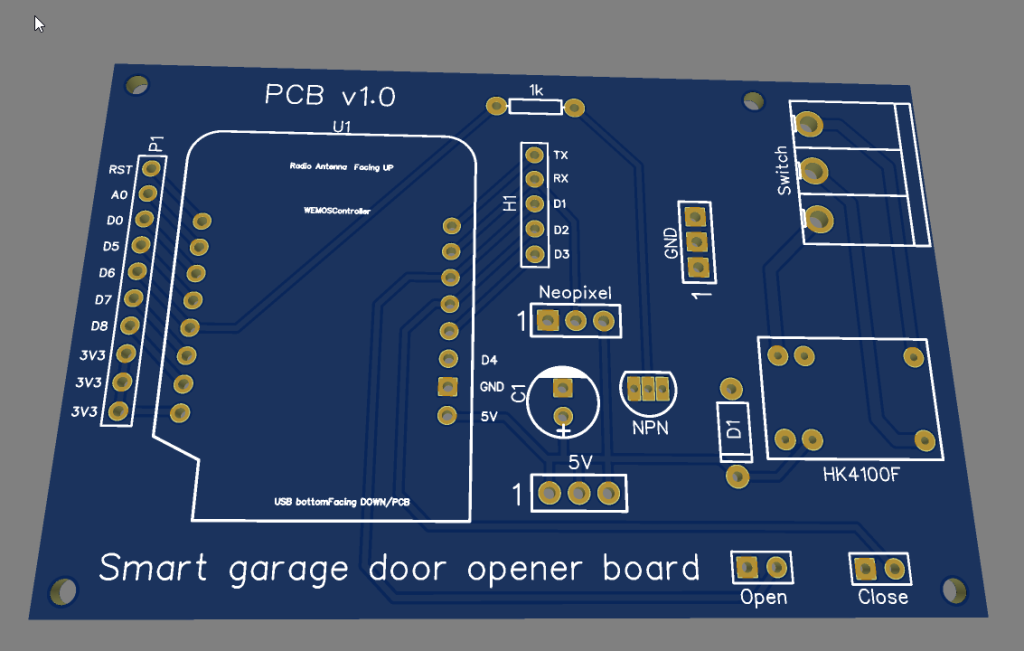 PCB v1.0
1k
U1
P1
Radio Antenna Facing UP
WEMOSController
RST
A0
D0
D5
D6
D7
D8
3V3
3V3
3V3
H1
TX
RX
D1
D2
D3
Switch
GND
1
Neopixel
1
D4
GND
5V
C1
+
NPN
D1
HK4100F
5V
1
USB bottomFacing DOWN/PCB
Smart garage door opener board
Open
Close